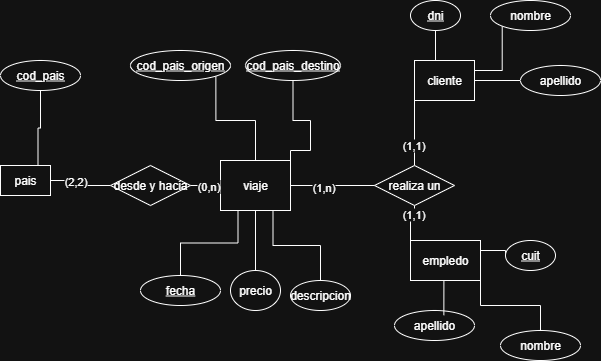 dni
nombre
cod_pais
cod_pais_origen
cod_pais_destino
cliente
apellido
(1,1)
pais
(2,2)
desde y hacia
(0,n)
viaje
(1,n)
realiza un
(1,1)
empledo
cuit
fecha
precio
descripcion
apellido
nombre